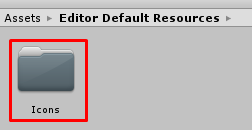 Assets ▸ Editor Default Resources ▸
Icons